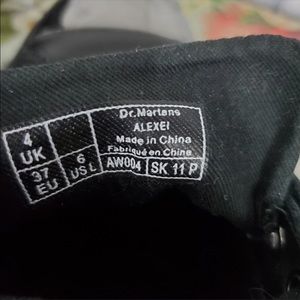 4
UK
37
EU
6
US L
Dr.Martens
ALEXEI
Made in China
Fabriqué en Chine
AW004
SK 11 P